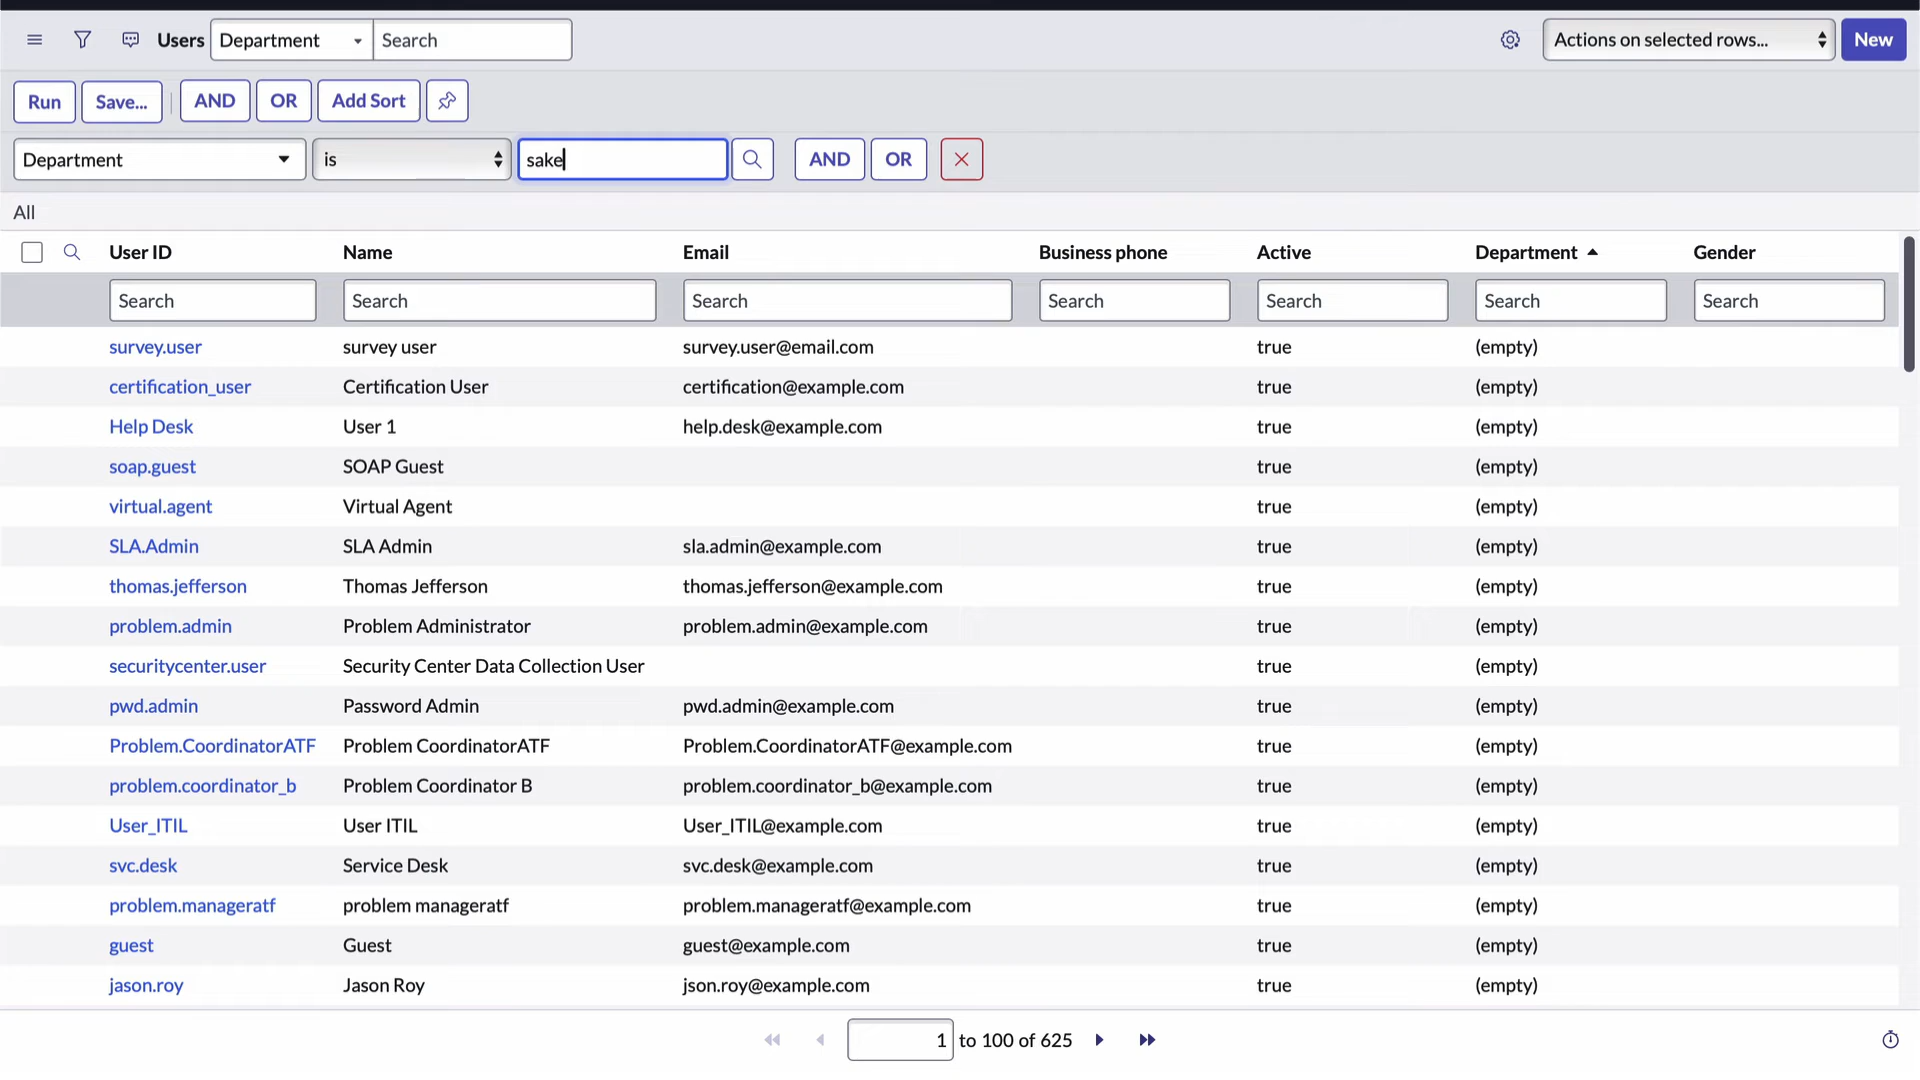 Users Department Search Actions on selected rows... New
Run Save... AND OR Add Sort
Department is sake AND OR
All
User ID Name Email Business phone Active Department Gender
Search Search Search Search Search Search Search
survey.user survey user survey.user@email.com true (empty)
certification_user Certification User certification@example.com true (empty)
Help Desk User 1 help.desk@example.com true (empty)
soap.guest SOAP Guest true (empty)
virtual.agent Virtual Agent true (empty)
SLA.Admin SLA Admin sla.admin@example.com true (empty)
thomas.jefferson Thomas Jefferson thomas.jefferson@example.com true (empty)
problem.admin Problem Administrator problem.admin@example.com true (empty)
securitycenter.user Security Center Data Collection User true (empty)
pwd.admin Password Admin pwd.admin@example.com true (empty)
Problem.CoordinatorATF Problem CoordinatorATF Problem.CoordinatorATF@example.com true (empty)
problem.coordinator_b Problem Coordinator B problem.coordinator_b@example.com true (empty)
User_ITIL User ITIL User_ITIL@example.com true (empty)
svc.desk Service Desk svc.desk@example.com true (empty)
problem.manageratf problem manageratf problem.manageratf@example.com true (empty)
guest Guest guest@example.com true (empty)
jason.roy Jason Roy json.roy@example.com true (empty)
1 to 100 of 625